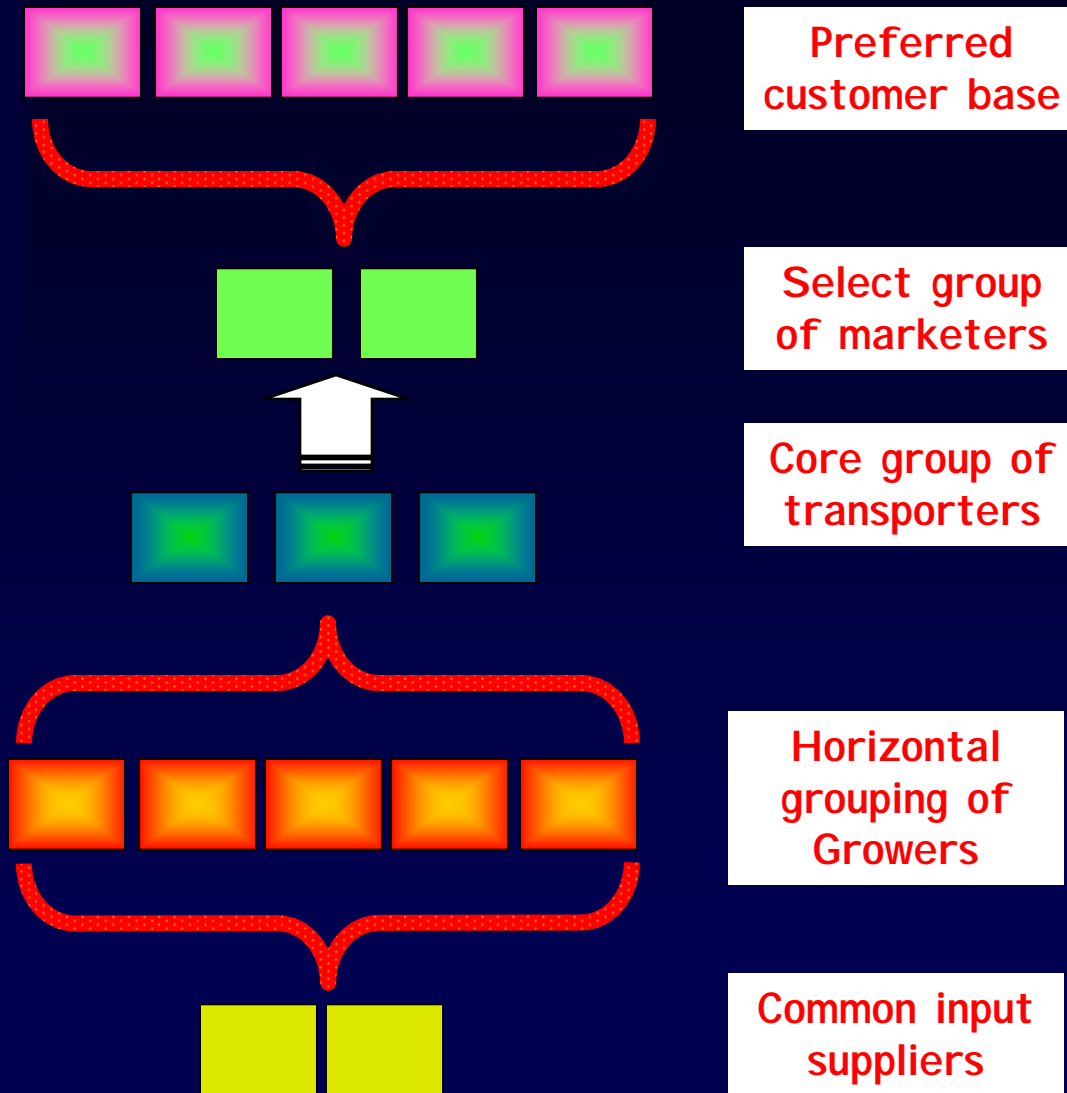 Preferred
customer base
Select group
of marketers
Core group of
transporters
Horizontal
grouping of
Growers
Common input
suppliers